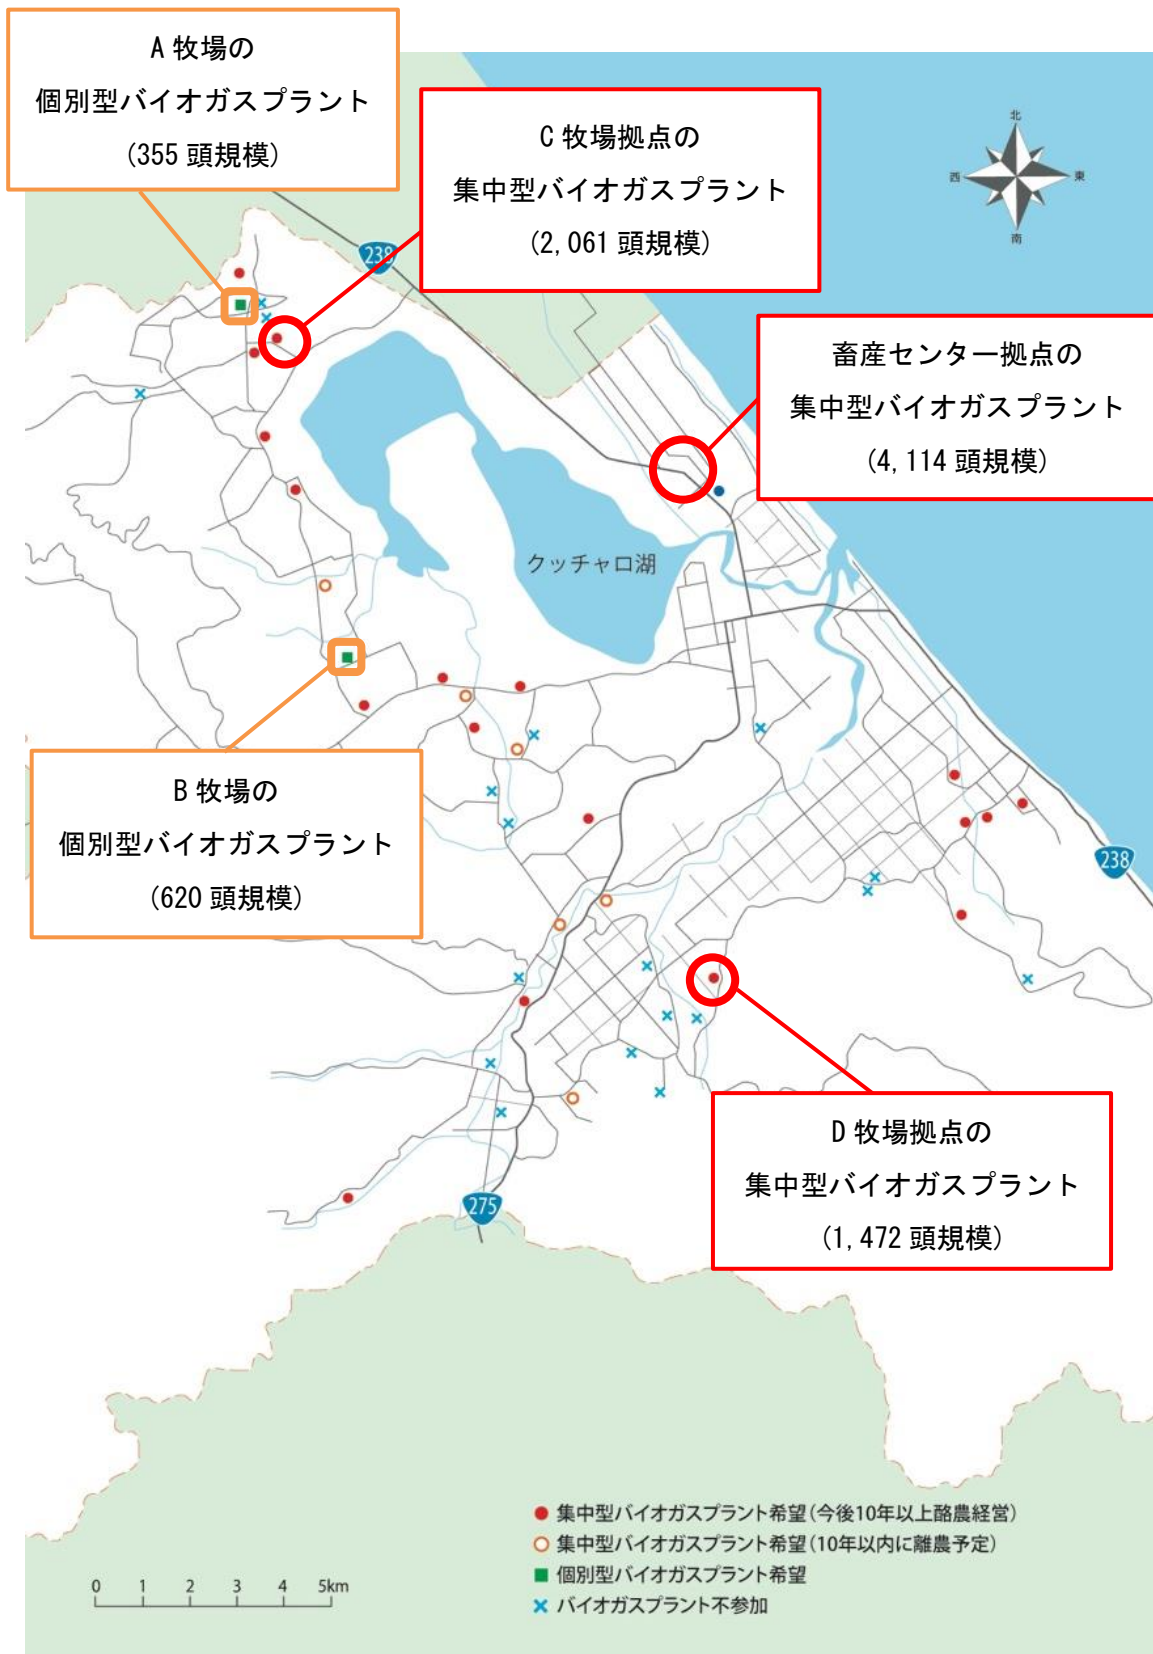 A 牧場の
個別型バイオガスプラント
(355 頭規模)
C 牧場拠点の
集中型バイオガスプラント
(2,061 頭規模)
北
西
東
南
238
畜産センター拠点の
集中型バイオガスプラント
(4,114 頭規模)
クッチャロ湖
B 牧場の
個別型バイオガスプラント
(620 頭規模)
238
D 牧場拠点の
集中型バイオガスプラント
(1,472 頭規模)
275
集中型バイオガスプラント希望(今後10年以上酪農経営)
集中型バイオガスプラント希望(10年以内に離農予定)
個別型バイオガスプラント希望
バイオガスプラント不参加
0 1 2 3 4 5km